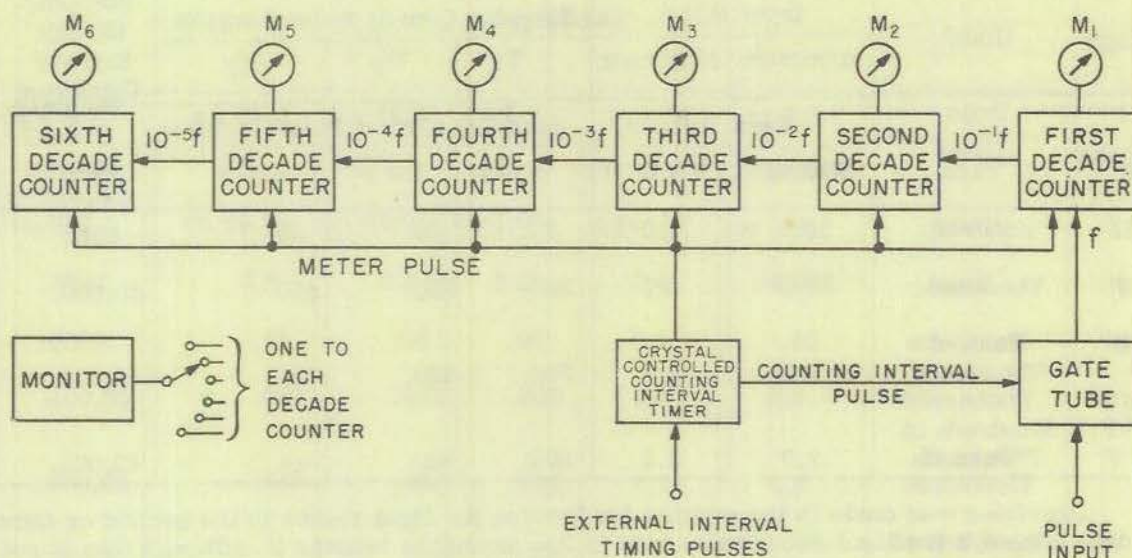 M6 M5 M4 M3 M2 M1
SIXTH DECADE COUNTER
10⁻⁵f
FIFTH DECADE COUNTER
10⁻⁴f
FOURTH DECADE COUNTER
10⁻³f
THIRD DECADE COUNTER
10⁻²f
SECOND DECADE COUNTER
10⁻¹f
FIRST DECADE COUNTER
METER PULSE
f
MONITOR
ONE TO
EACH
DECADE
COUNTER
CRYSTAL
CONTROLLED
COUNTING
INTERVAL
TIMER
COUNTING INTERVAL
PULSE
GATE
TUBE
EXTERNAL INTERVAL
TIMING PULSES
PULSE
INPUT